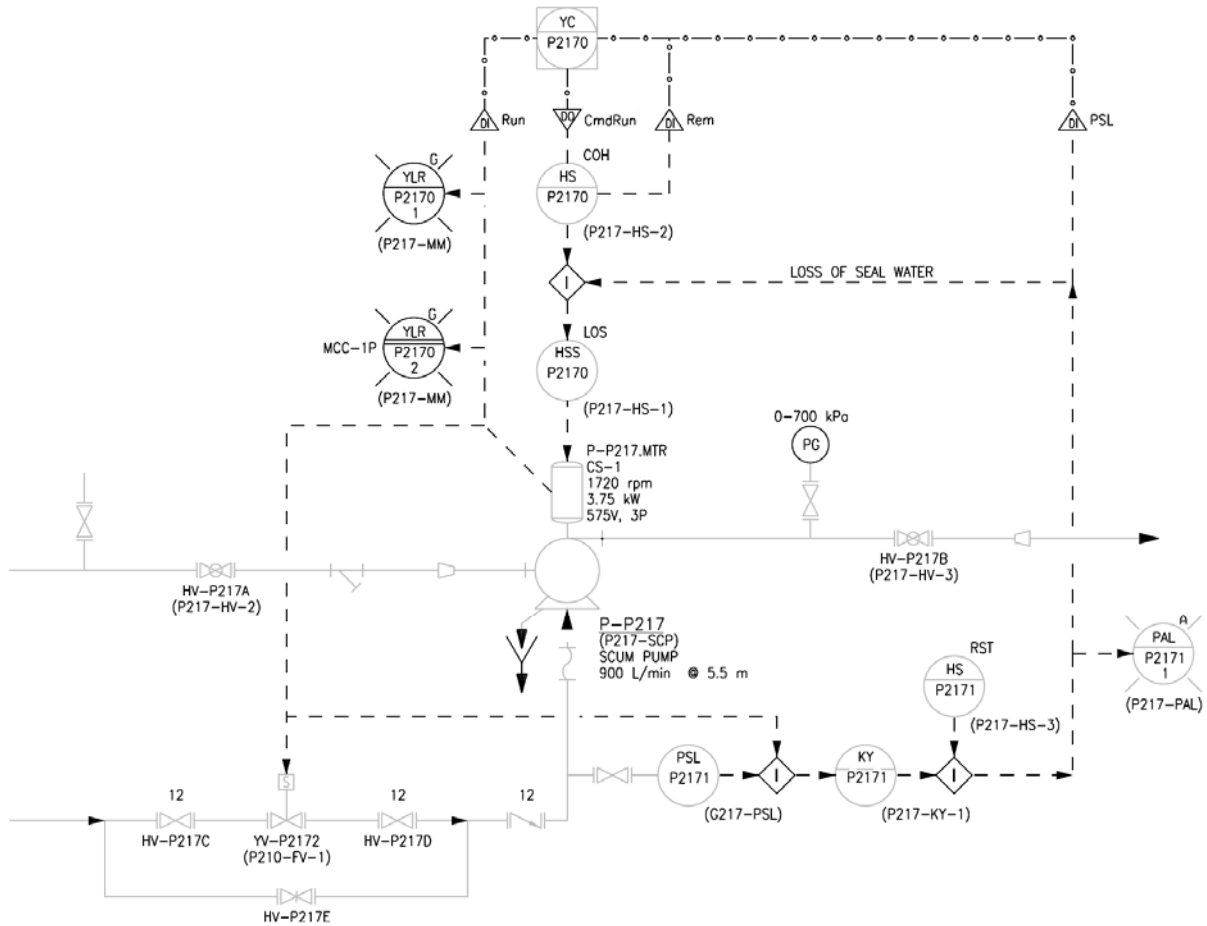 YC
P2170
DI
Run
DO
CmdRun
DI
Rem
DI
PSL
G
YLR
P2170
1
(P217-MM)
COH
HS
P2170
(P217-HS-2)
I
LOSS OF SEAL WATER
G
MCC-1P
YLR
P2170
2
(P217-MM)
LOS
HSS
P2170
(P217-HS-1)
0-700 kPa
PG
P-P217.MTR
CS-1
1720 rpm
3.75 kW
575V, 3P
HV-P217A
(P217-HV-2)
HV-P217B
(P217-HV-3)
P-P217
(P217-SCP)
SCUM PUMP
900 L/min @ 5.5 m
RST
HS
P2171
(P217-HS-3)
A
PAL
P2171
1
(P217-PAL)
PSL
P2171
(G217-PSL)
I
KY
P2171
(P217-KY-1)
I
S
12
HV-P217C
YV-P2172
(P210-FV-1)
12
HV-P217D
12
HV-P217E